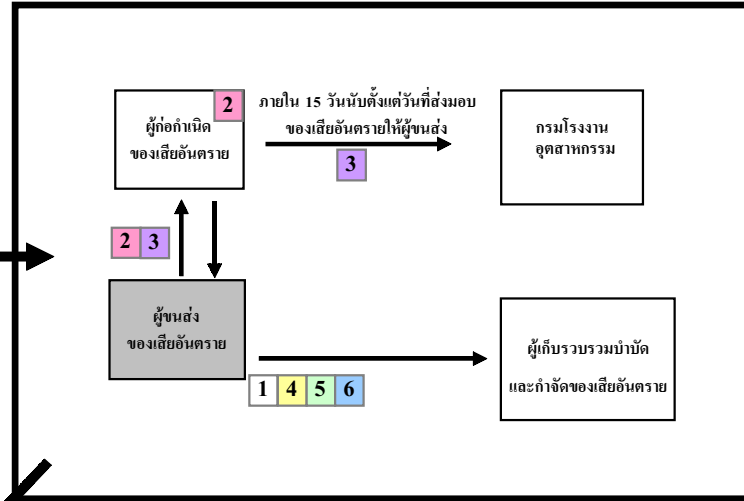 2
ผู้ก่อกำเนิด
ของเสียอันตราย
ภายใน 15 วันนับตั้งแต่วันที่ส่งมอบ
ของเสียอันตรายให้ผู้ขนส่ง
3
กรมโรงงาน
อุตสาหกรรม
2 3
ผู้ขนส่ง
ของเสียอันตราย
1 4 5 6
ผู้เก็บรวบรวมบำบัด
และกำจัดของเสียอันตราย